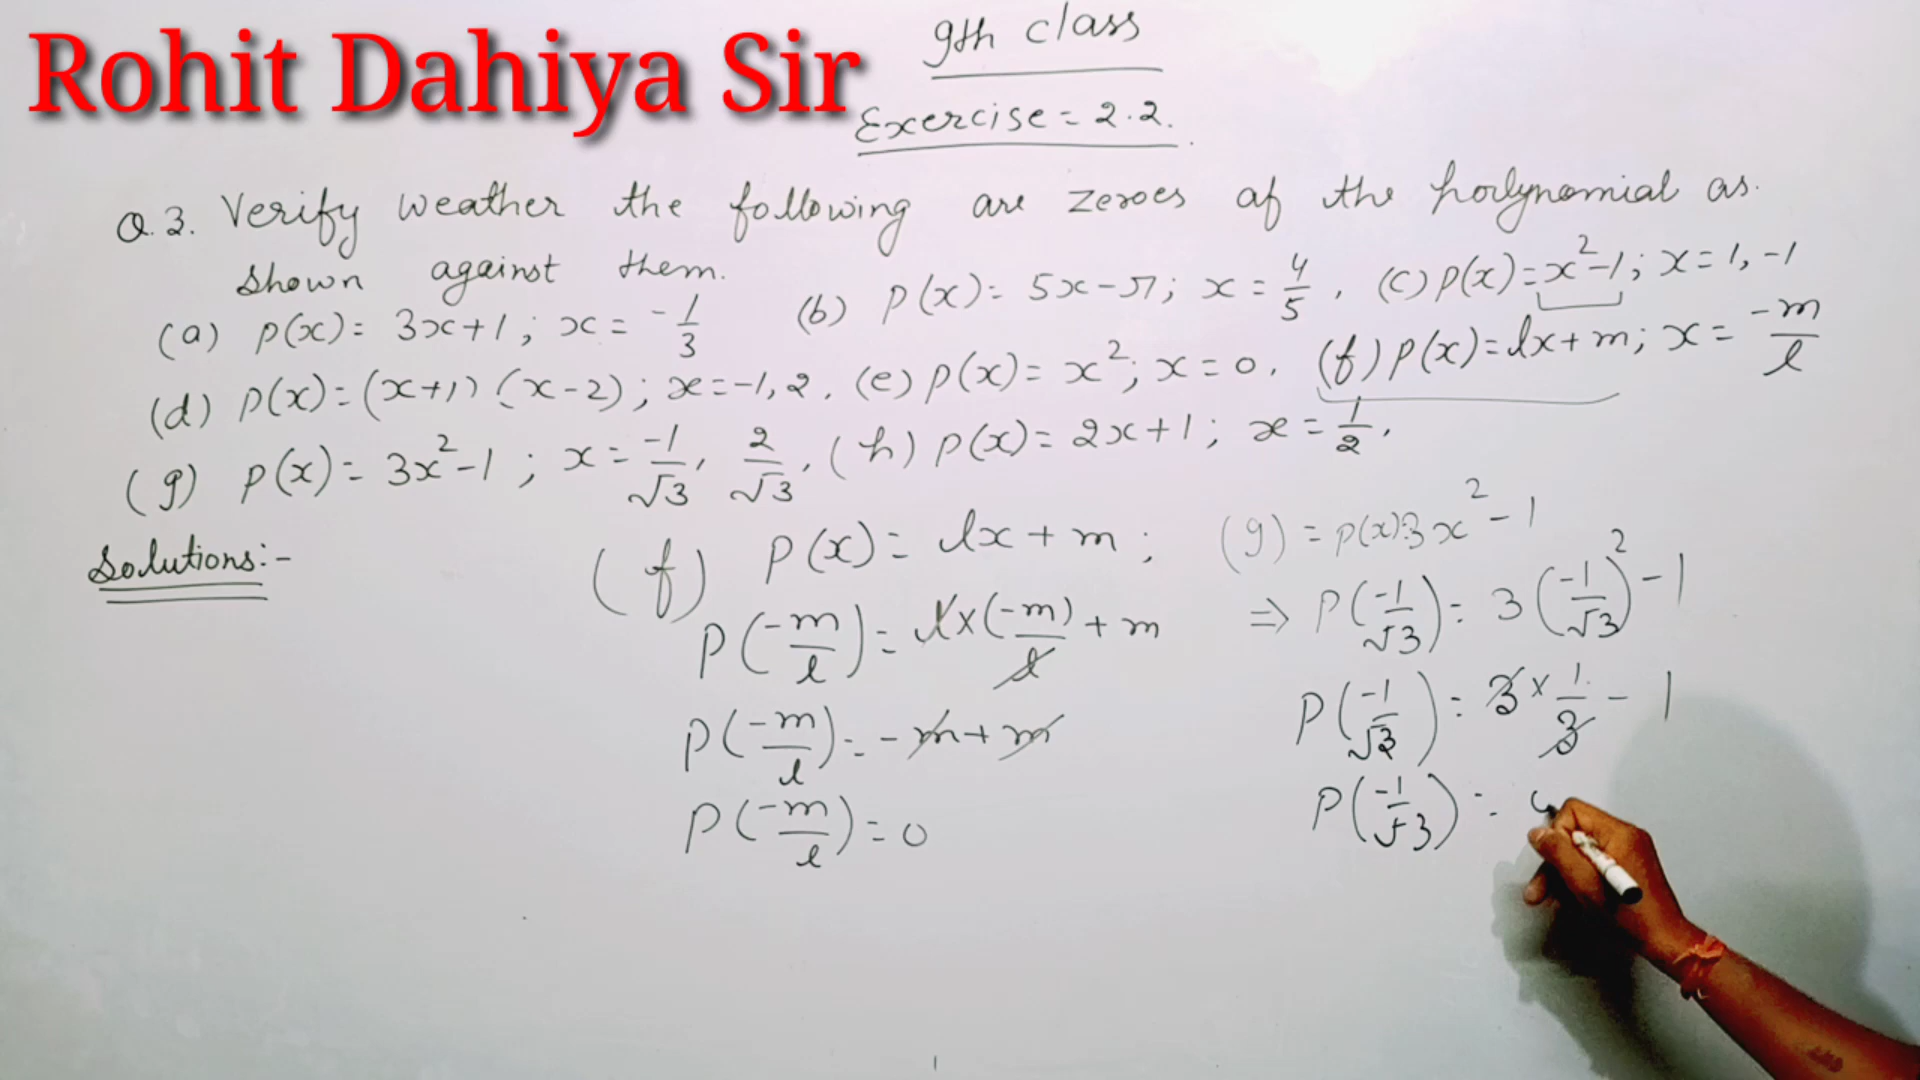 Rohit Dahiya Sir
9th class
Exercise = 2.2.
Q.3. Verify weather the following are zeroes of the polynomial as
shown against them.
(a) p(x) = 3x+1; x = -1/3 (b) p(x) = 5x-π; x = 4/5, (c) p(x) = x²-1; x = 1, -1
(d) p(x) = (x+1) (x-2); x = -1, 2, (e) p(x) = x²; x = 0. (f) p(x) = lx+m; x = -m/l
(g) p(x) = 3x²-1; x = -1/√3, 2/√3, (h) p(x) = 2x+1; x = 1/2.
Solutions:-
(f) p(x) = lx+m;
P(-m/l) = l×(-m)/l + m
P(-m/l) = -m+m
P(-m/l) = 0
(g) = p(x) = 3x²-1
⇒ P(-1/√3) = 3(-1/√3)²-1
P(-1/√3) = 3×1/3 - 1
P(-1/√3) =